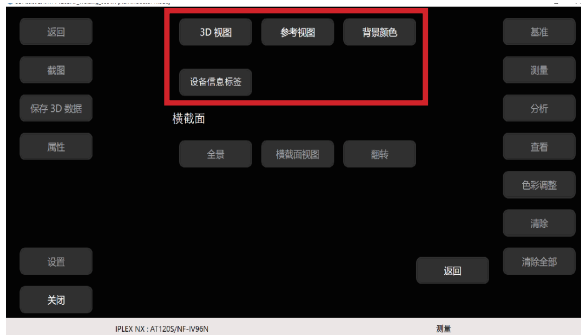 返回
3D 视图
参考视图
背景颜色
基准
截图
设备信息标签
测量
保存 3D 数据
横截面
分析
属性
全景
横截面视图
翻转
查看
色彩调整
清除
设置
返回
清除全部
关闭
IPLEX NX : AT120S/NF-IV96N
测量